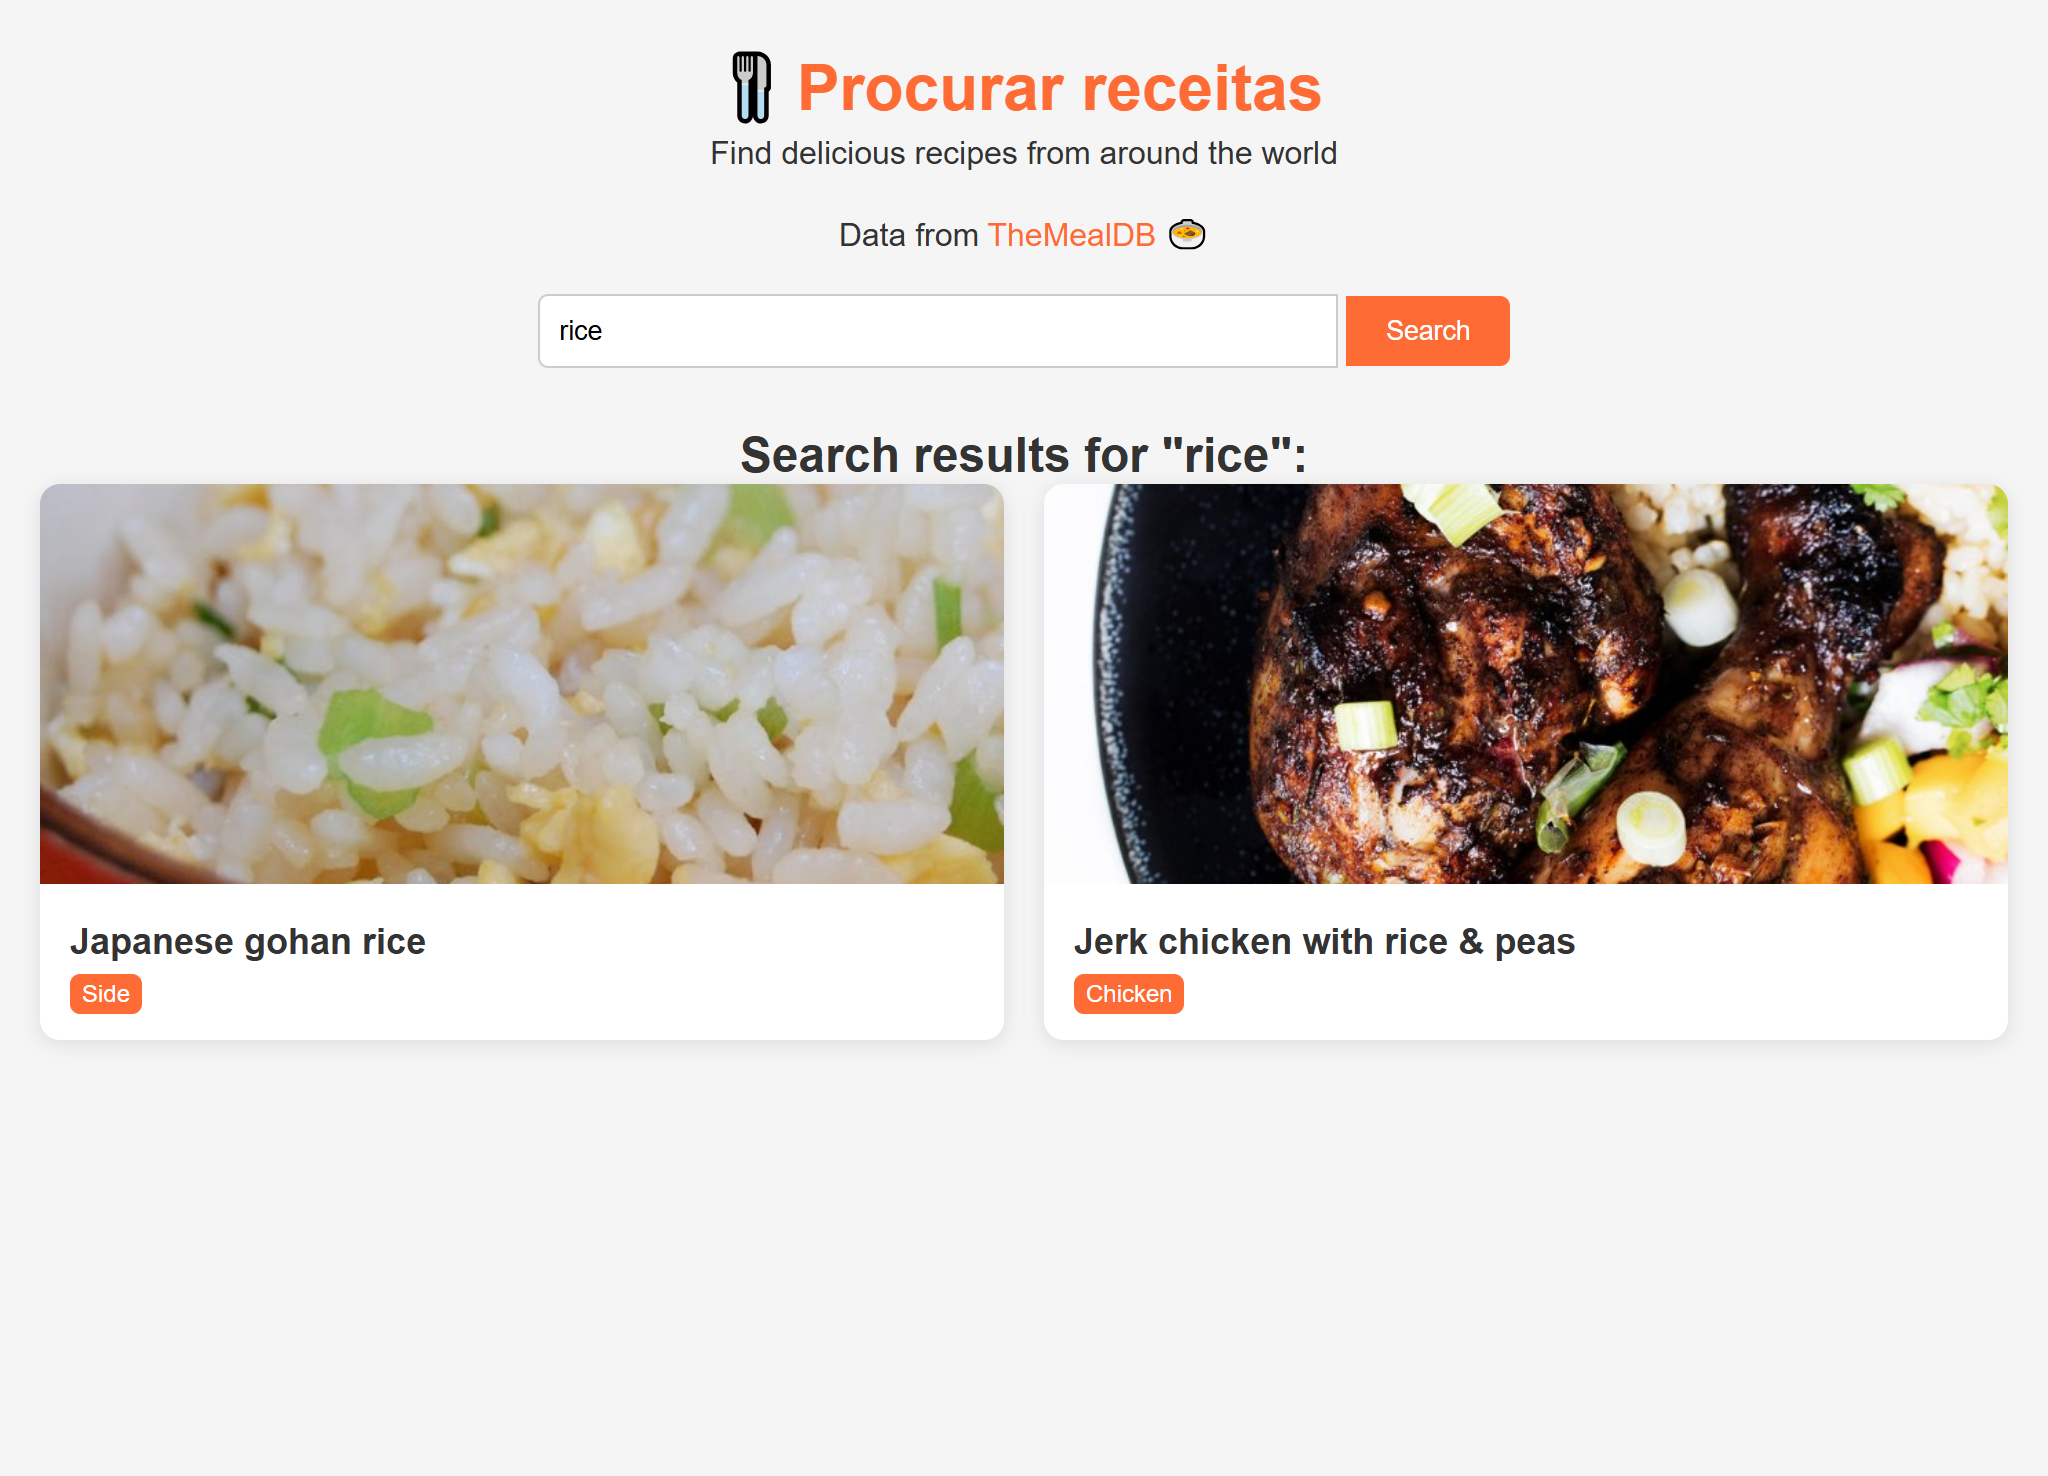 Procurar receitas
Find delicious recipes from around the world
Data from TheMealDB
rice
Search
Search results for "rice":
Japanese gohan rice
Side
Jerk chicken with rice & peas
Chicken